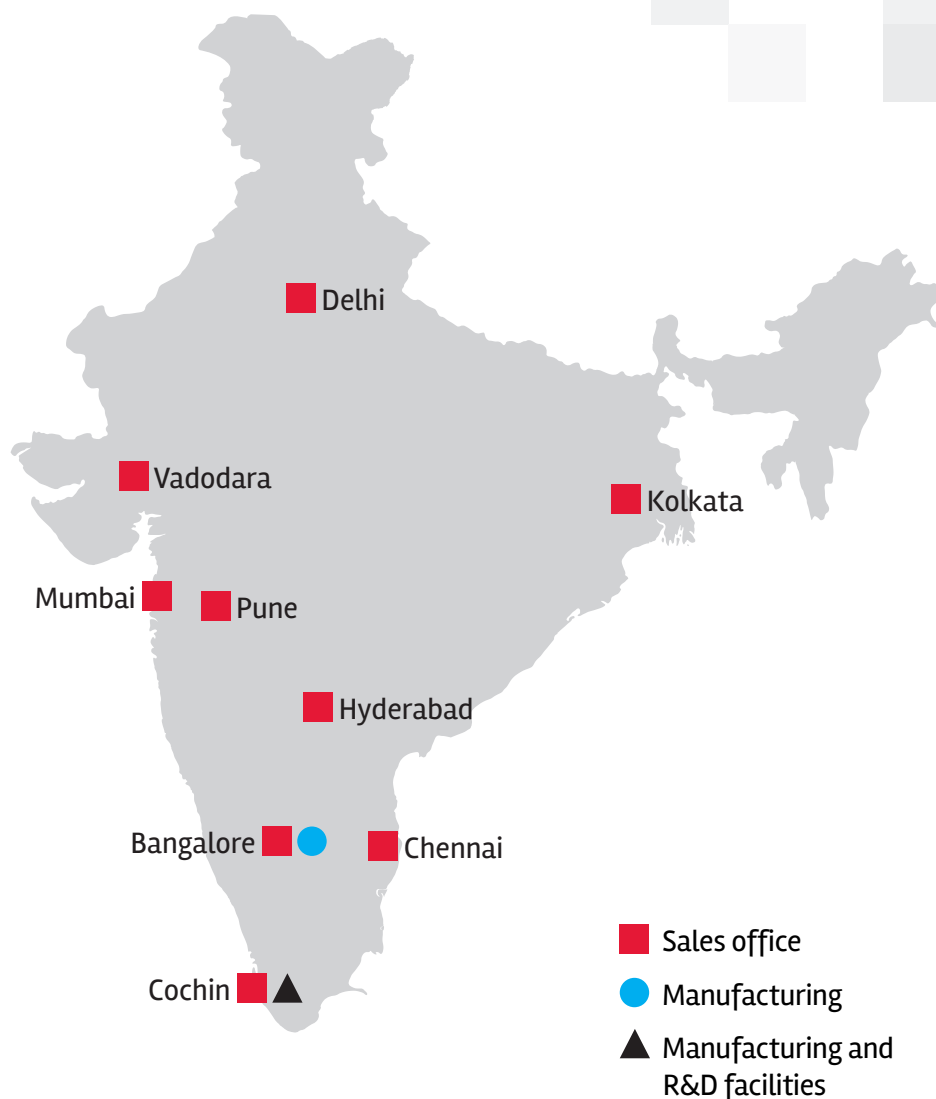 Delhi
Vadodara
Kolkata
Mumbai
Pune
Hyderabad
Bangalore
Chennai
Cochin
Sales office
Manufacturing
Manufacturing and
R&D facilities